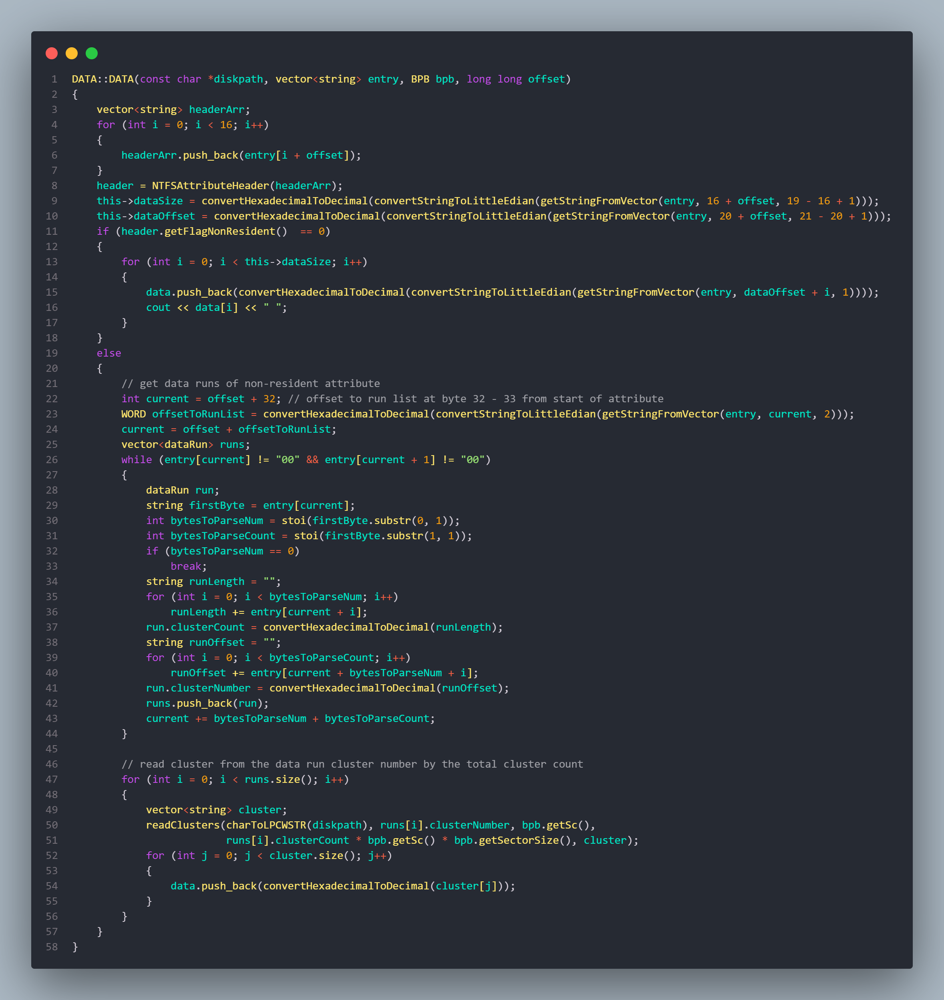 1 DATA::DATA(const char *diskpath, vector<string> entry, BPB bpb, long long offset)
2 {
3     vector<string> headerArr;
4     for (int i = 0; i < 16; i++)
5     {
6         headerArr.push_back(entry[i + offset]);
7     }
8     header = NTFSAttributeHeader(headerArr);
9     this->dataSize = convertHexadecimalToDecimal(convertStringToLittleEdian(getStringFromVector(entry, 16 + offset, 19 - 16 + 1)));
10     this->dataOffset = convertHexadecimalToDecimal(convertStringToLittleEdian(getStringFromVector(entry, 20 + offset, 21 - 20 + 1)));
11     if (header.getFlagNonResident()  == 0)
12     {
13         for (int i = 0; i < this->dataSize; i++)
14         {
15             data.push_back(convertHexadecimalToDecimal(convertStringToLittleEdian(getStringFromVector(entry, dataOffset + i, 1))));
16             cout << data[i] << " ";
17         }
18     }
19     else
20     {
21         // get data runs of non-resident attribute
22         int current = offset + 32; // offset to run list at byte 32 - 33 from start of attribute
23         WORD offsetToRunList = convertHexadecimalToDecimal(convertStringToLittleEdian(getStringFromVector(entry, current, 2)));
24         current = offset + offsetToRunList;
25         vector<dataRun> runs;
26         while (entry[current] != "00" && entry[current + 1] != "00")
27         {
28             dataRun run;
29             string firstByte = entry[current];
30             int bytesToParseNum = stoi(firstByte.substr(0, 1));
31             int bytesToParseCount = stoi(firstByte.substr(1, 1));
32             if (bytesToParseNum == 0)
33                 break;
34             string runLength = "";
35             for (int i = 0; i < bytesToParseNum; i++)
36                 runLength += entry[current + i];
37             run.clusterCount = convertHexadecimalToDecimal(runLength);
38             string runOffset = "";
39             for (int i = 0; i < bytesToParseCount; i++)
40                 runOffset += entry[current + bytesToParseNum + i];
41             run.clusterNumber = convertHexadecimalToDecimal(runOffset);
42             runs.push_back(run);
43             current += bytesToParseNum + bytesToParseCount;
44         }
45
46         // read cluster from the data run cluster number by the total cluster count
47         for (int i = 0; i < runs.size(); i++)
48         {
49             vector<string> cluster;
50             readClusters(charToLPCWSTR(diskpath), runs[i].clusterNumber, bpb.getSc(),
51                          runs[i].clusterCount * bpb.getSc() * bpb.getSectorSize(), cluster);
52             for (int j = 0; j < cluster.size(); j++)
53             {
54                 data.push_back(convertHexadecimalToDecimal(cluster[j]));
55             }
56         }
57     }
58 }